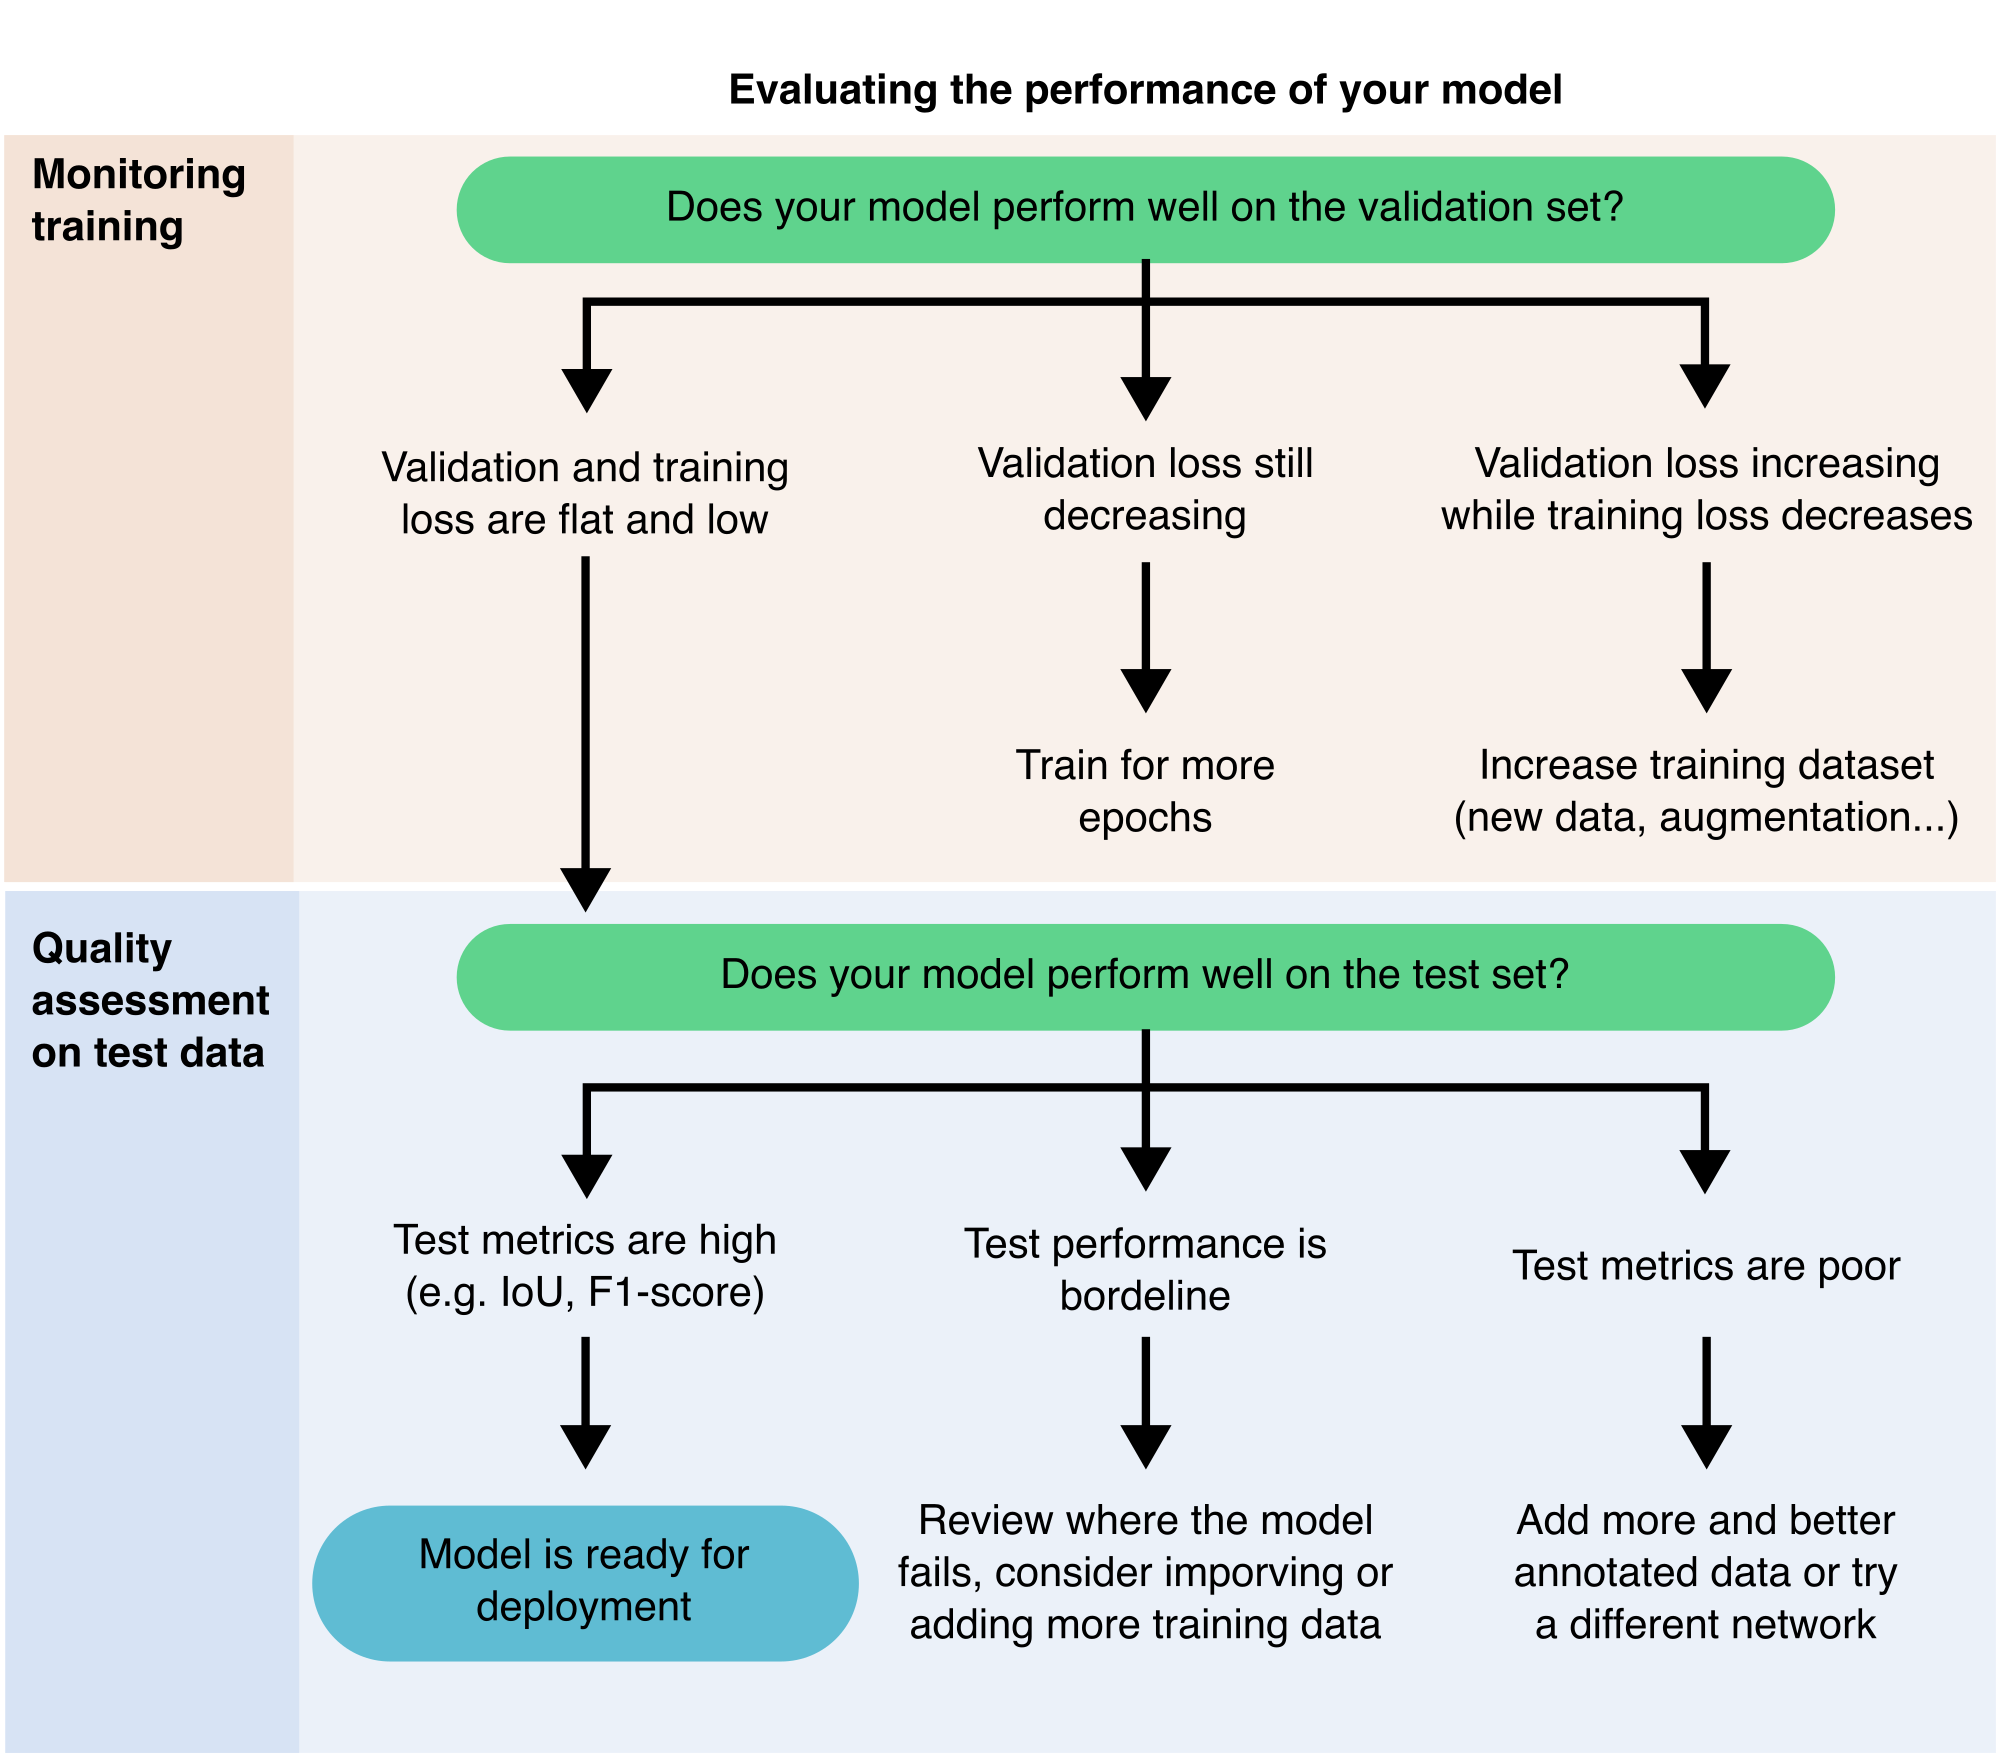 Evaluating the performance of your model
Monitoring
training
Does your model perform well on the validation set?
Validation and training
loss are flat and low
Validation loss still
decreasing
Validation loss increasing
while training loss decreases
Train for more
epochs
Increase training dataset
(new data, augmentation...)
Quality
assessment
on test data
Does your model perform well on the test set?
Test metrics are high
(e.g. IoU, F1-score)
Test performance is
bordeline
Test metrics are poor
Model is ready for
deployment
Review where the model
fails, consider imporving or
adding more training data
Add more and better
annotated data or try
a different network